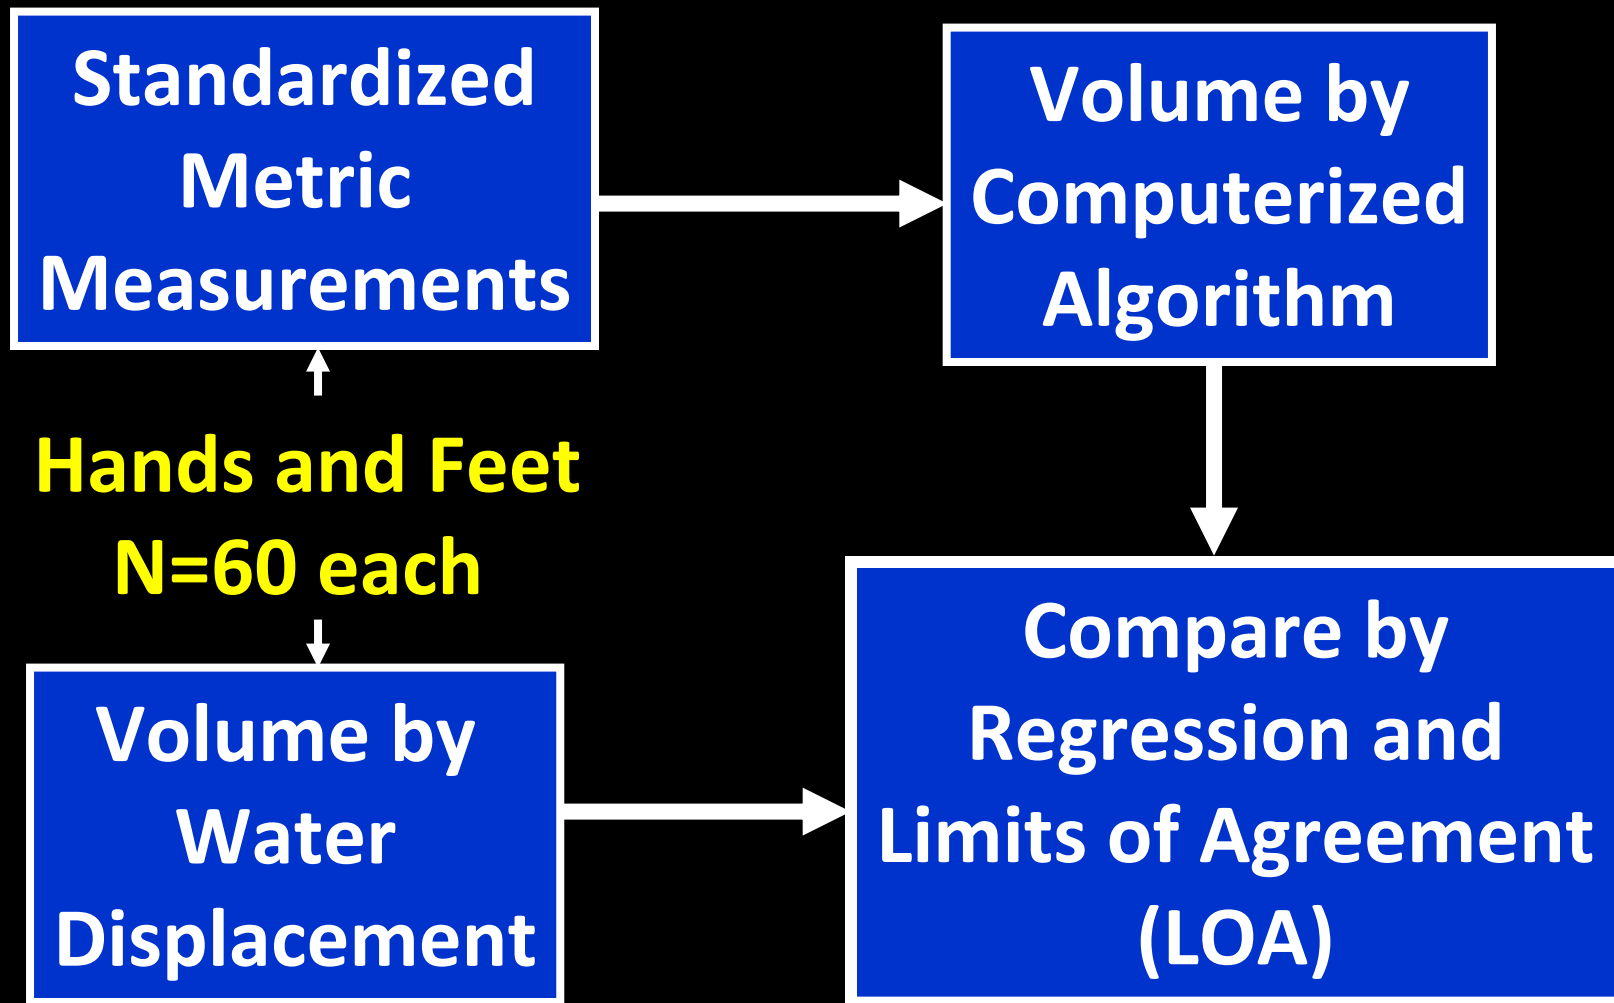 Standardized
Metric
Measurements
Volume by
Computerized
Algorithm
Hands and Feet
N=60 each
Volume by
Water
Displacement
Compare by
Regression and
Limits of Agreement
(LOA)